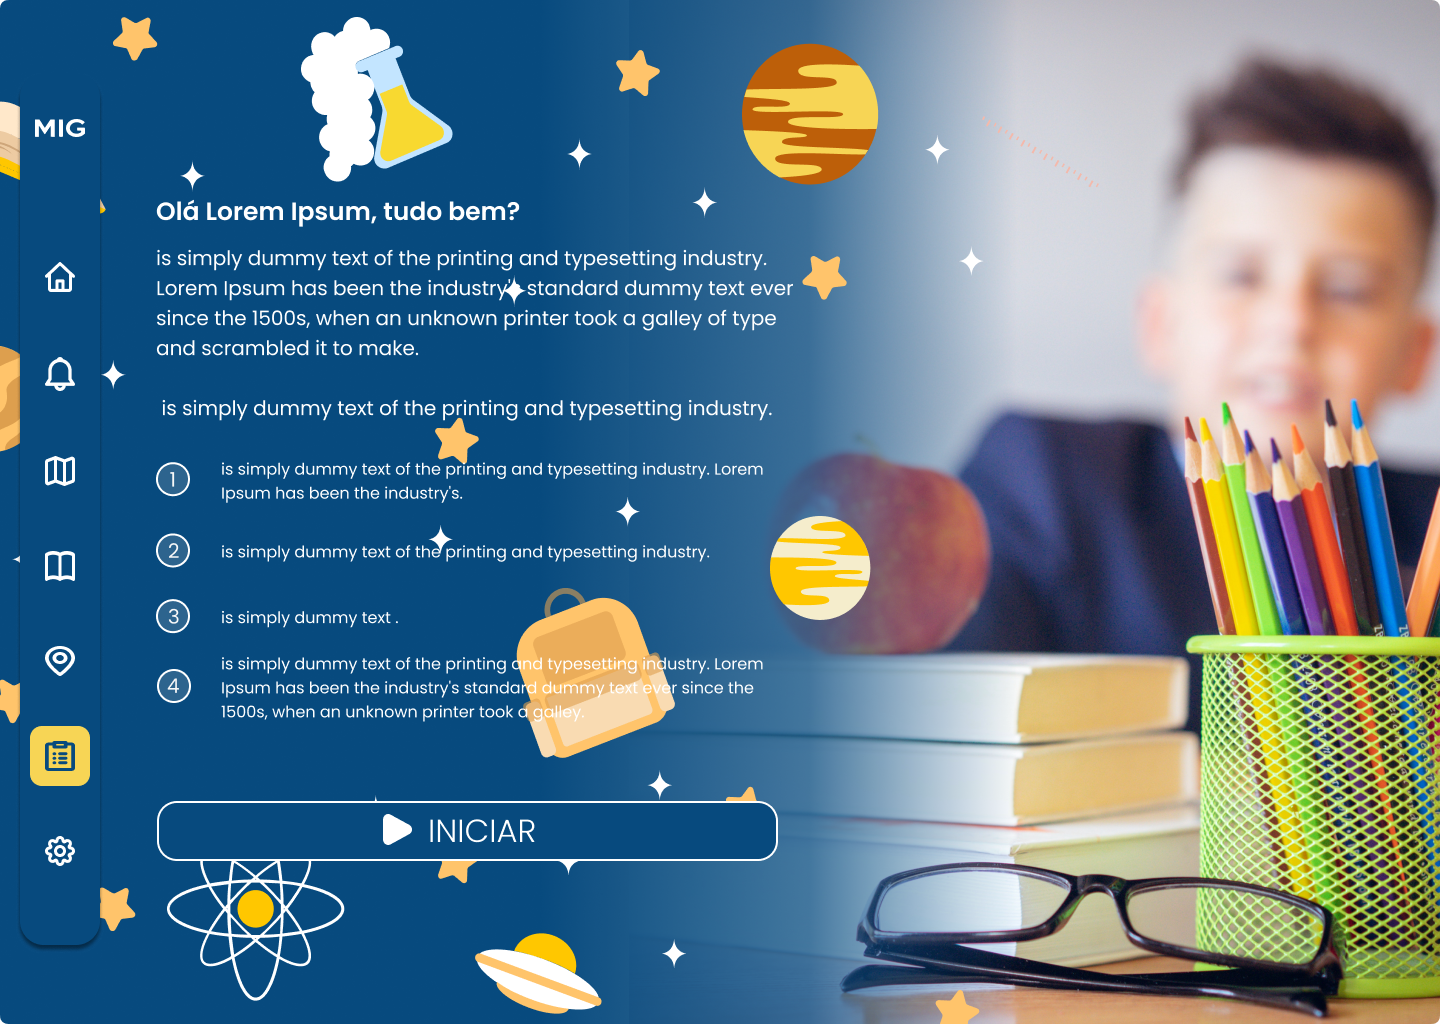 MIG
Olá Lorem Ipsum, tudo bem?
is simply dummy text of the printing and typesetting industry.
Lorem Ipsum has been the industry's standard dummy text ever
since the 1500s, when an unknown printer took a galley of type
and scrambled it to make.
is simply dummy text of the printing and typesetting industry.
1
is simply dummy text of the printing and typesetting industry. Lorem
Ipsum has been the industry's.
2
is simply dummy text of the printing and typesetting industry.
3
is simply dummy text .
4
is simply dummy text of the printing and typesetting industry. Lorem
Ipsum has been the industry's standard dummy text ever since the
1500s, when an unknown printer took a galley.
INICIAR